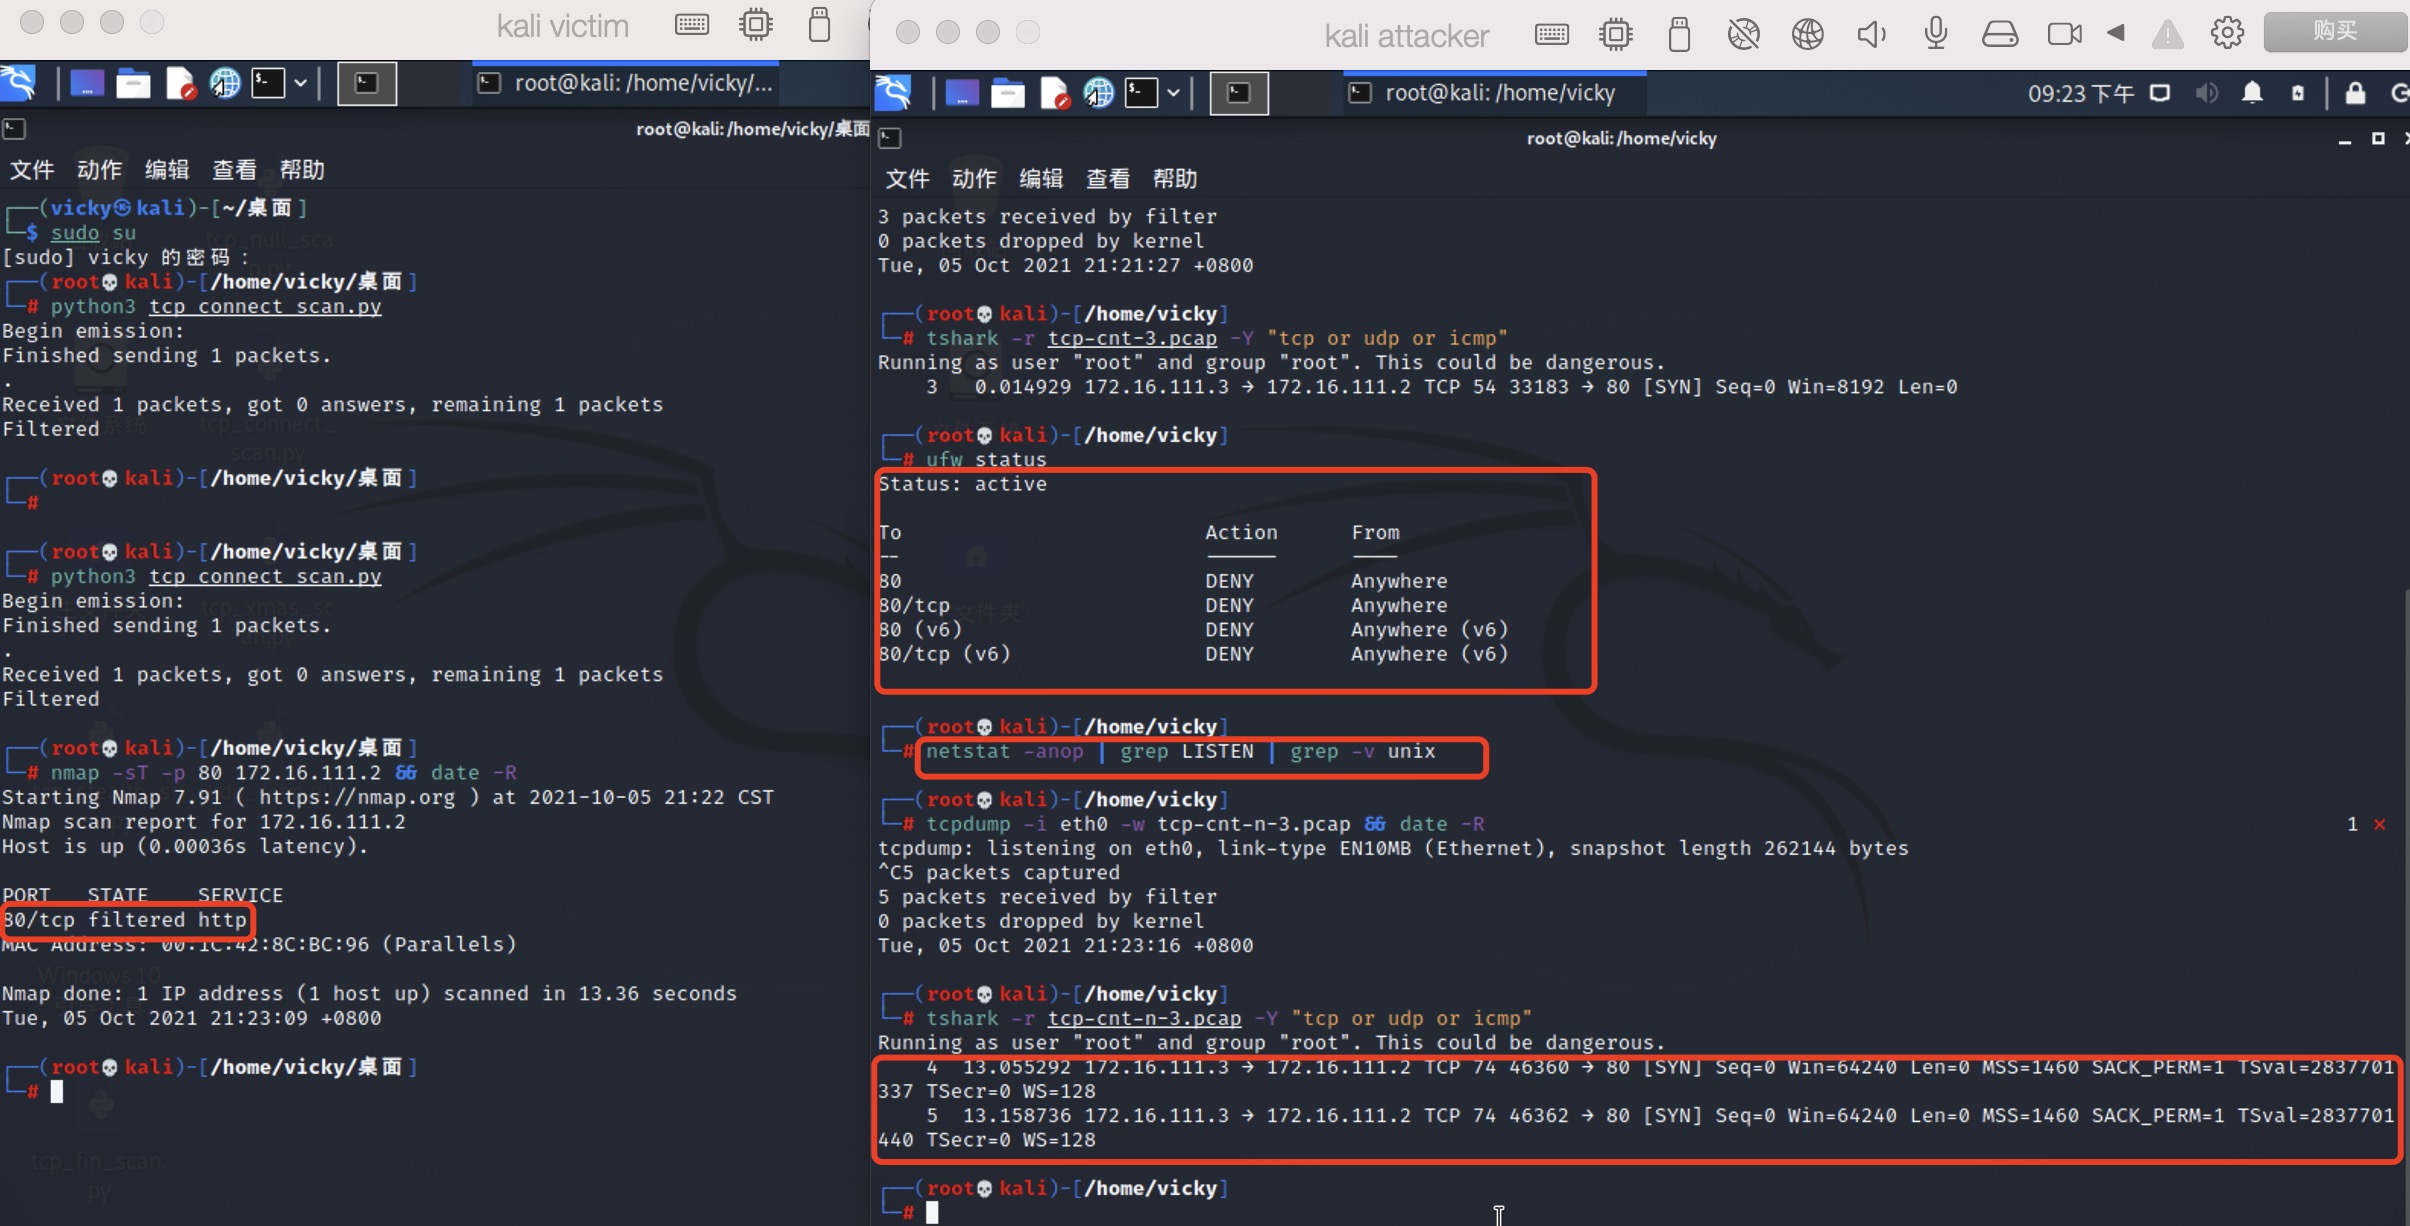 kali victim
root@kali: /home/vicky/...
root@kali:/home/vicky/桌面
文件 动作 编辑 查看 帮助
┌──(vicky㉿kali)-[~/桌面]
└─$ sudo su
[sudo] vicky 的密码：
┌──(root💀kali)-[/home/vicky/桌面]
└─# python3 tcp_connect_scan.py
Begin emission:
Finished sending 1 packets.
.
Received 1 packets, got 0 answers, remaining 1 packets
Filtered
┌──(root💀kali)-[/home/vicky/桌面]
└─#
┌──(root💀kali)-[/home/vicky/桌面]
└─# python3 tcp_connect_scan.py
Begin emission:
Finished sending 1 packets.
.
Received 1 packets, got 0 answers, remaining 1 packets
Filtered
┌──(root💀kali)-[/home/vicky/桌面]
└─# nmap -sT -p 80 172.16.111.2 && date -R
Starting Nmap 7.91 ( https://nmap.org ) at 2021-10-05 21:22 CST
Nmap scan report for 172.16.111.2
Host is up (0.00036s latency).
PORT STATE SERVICE
80/tcp filtered http
MAC Address: 00:1C:42:8C:BC:96 (Parallels)
Nmap done: 1 IP address (1 host up) scanned in 13.36 seconds
Tue, 05 Oct 2021 21:23:09 +0800
┌──(root💀kali)-[/home/vicky/桌面]
└─#
tcp_null_sca
tcp_connect_
scan.py
tcp_xmas_sc
Windows 10
tcp_fin_scan.
py
kali attacker
购买
root@kali: /home/vicky
09:23 下午
root@kali:/home/vicky
文件 动作 编辑 查看 帮助
3 packets received by filter
0 packets dropped by kernel
Tue, 05 Oct 2021 21:21:27 +0800
┌──(root💀kali)-[/home/vicky]
└─# tshark -r tcp-cnt-3.pcap -Y "tcp or udp or icmp"
Running as user "root" and group "root". This could be dangerous.
3 0.014929 172.16.111.3 → 172.16.111.2 TCP 54 33183 → 80 [SYN] Seq=0 Win=8192 Len=0
┌──(root💀kali)-[/home/vicky]
└─# ufw status
Status: active
To Action From
-- ------ ----
80 DENY Anywhere
80/tcp DENY Anywhere
80 (v6) DENY Anywhere (v6)
80/tcp (v6) DENY Anywhere (v6)
┌──(root💀kali)-[/home/vicky]
└─# netstat -anop | grep LISTEN | grep -v unix
┌──(root💀kali)-[/home/vicky]
└─# tcpdump -i eth0 -w tcp-cnt-n-3.pcap && date -R 1 ⨯
tcpdump: listening on eth0, link-type EN10MB (Ethernet), snapshot length 262144 bytes
^C5 packets captured
5 packets received by filter
0 packets dropped by kernel
Tue, 05 Oct 2021 21:23:16 +0800
┌──(root💀kali)-[/home/vicky]
└─# tshark -r tcp-cnt-n-3.pcap -Y "tcp or udp or icmp"
Running as user "root" and group "root". This could be dangerous.
4 13.055292 172.16.111.3 → 172.16.111.2 TCP 74 46360 → 80 [SYN] Seq=0 Win=64240 Len=0 MSS=1460 SACK_PERM=1 TSval=2837701
337 TSecr=0 WS=128
5 13.158736 172.16.111.3 → 172.16.111.2 TCP 74 46362 → 80 [SYN] Seq=0 Win=64240 Len=0 MSS=1460 SACK_PERM=1 TSval=2837701
440 TSecr=0 WS=128
┌──(root💀kali)-[/home/vicky]
└─#
文件夹